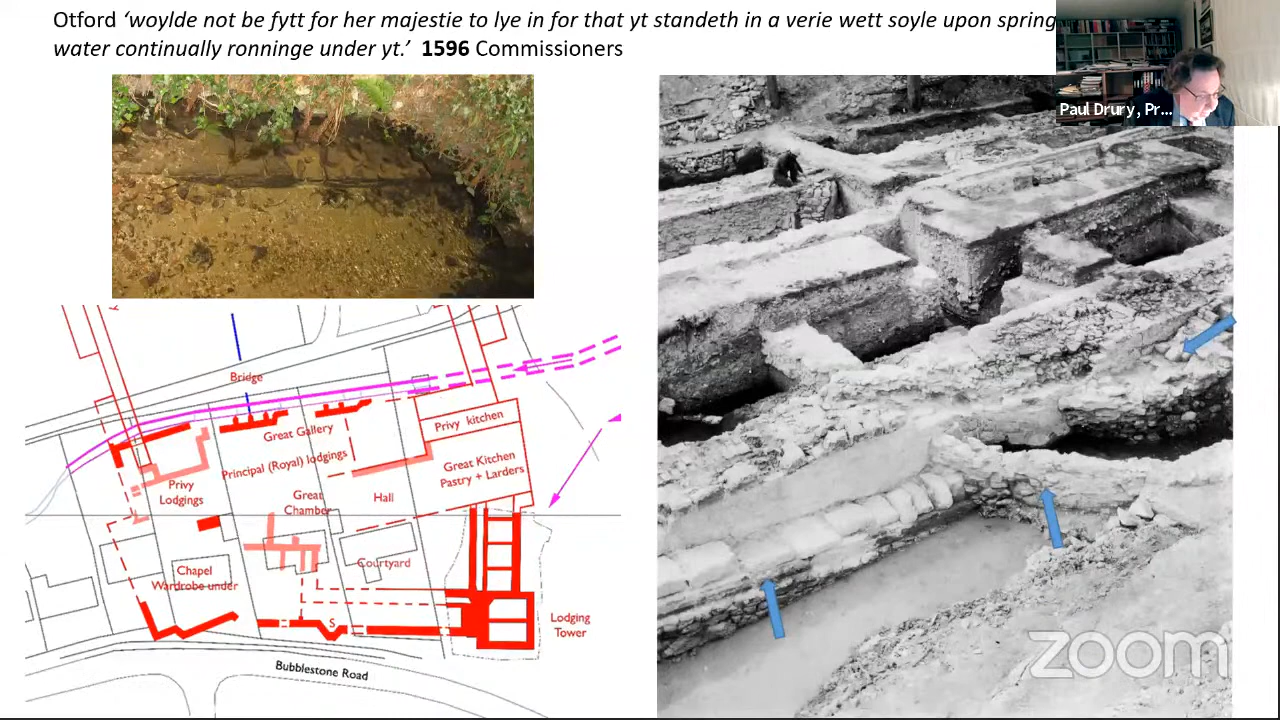 Otford ‘woylde not be fytt for her majestie to lye in for that yt standeth in a verie wett soyle upon spring
water continually ronninge under yt.’ 1596 Commissioners
Paul Drury, Pr...
Bridge
Great Gallery
Privy kitchen
Principal (Royal) lodgings
Great Kitchen
Pastry + Larders
Privy
Lodgings
Great
Chamber
Hall
Chapel
Wardrobe under
Courtyard
S
Lodging
Tower
Bubblestone Road
zoom